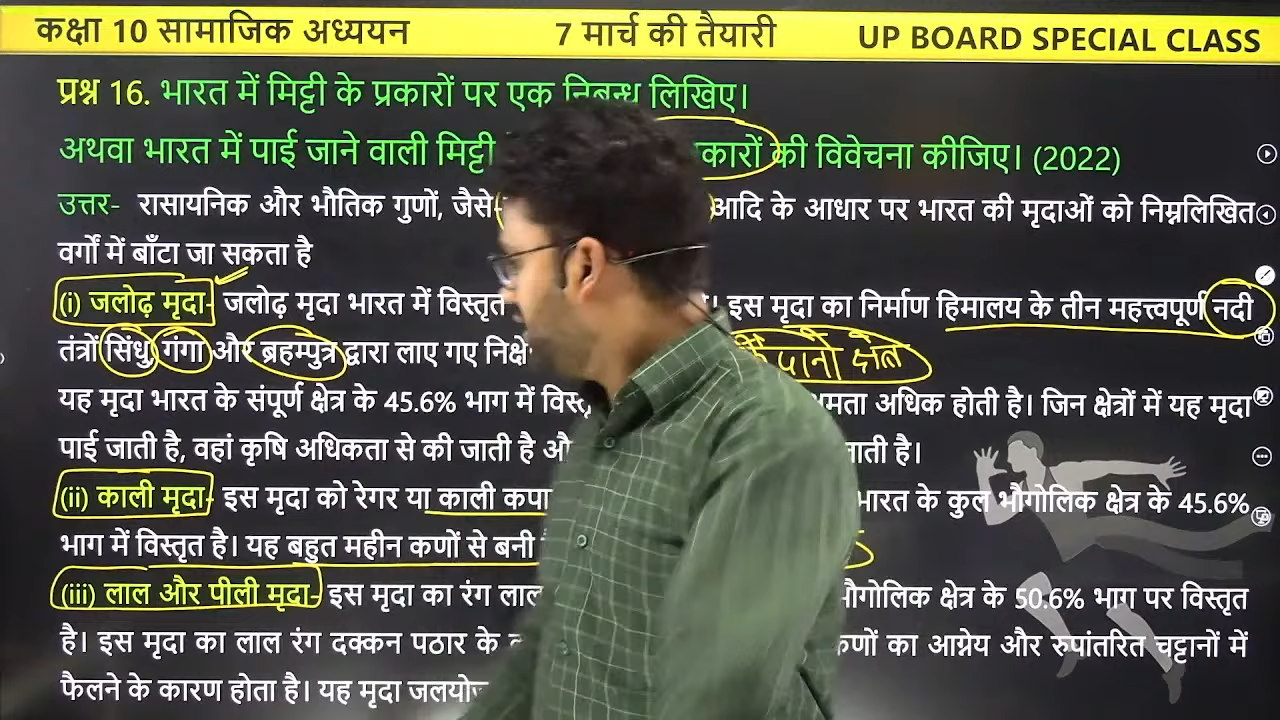 कक्षा 10 सामाजिक अध्ययन 7 मार्च की तैयारी UP BOARD SPECIAL CLASS
प्रश्न 16. भारत में मिट्टी के प्रकारों पर एक निबन्ध लिखिए।
अथवा भारत में पाई जाने वाली मिट्टी की विवेचना कीजिए। (2022)
उत्तर- रासायनिक और भौतिक गुणों, जैसे- आदि के आधार पर भारत की मृदाओं को निम्नलिखित
वर्गों में बाँटा जा सकता है
(i) जलोढ़ मृदा- जलोढ़ मृदा भारत में विस्तृत इस मृदा का निर्माण हिमालय के तीन महत्त्वपूर्ण नदी
तंत्रों सिंधु गंगा और ब्रहम्पुत्र द्वारा लाए गए पानी
यह मृदा भारत के संपूर्ण क्षेत्र के 45.6% भाग में अधिक होती है। जिन क्षेत्रों में यह मृदा
पाई जाती है, वहां कृषि अधिकता से की जाती है जाती है।
(ii) काली मृदा- इस मृदा को रेगर या काली भारत के कुल भौगोलिक क्षेत्र के 45.6%
भाग में विस्तृत है। यह बहुत महीन कणों से बनी
(iii) लाल और पीली मृदा- इस मृदा का रंग लाल भौगोलिक क्षेत्र के 50.6% भाग पर विस्तृत
है। इस मृदा का लाल रंग दक्कन पठार के कणों का आग्नेय और रुपांतरित चट्टानों में
फैलने के कारण होता है। यह मृदा